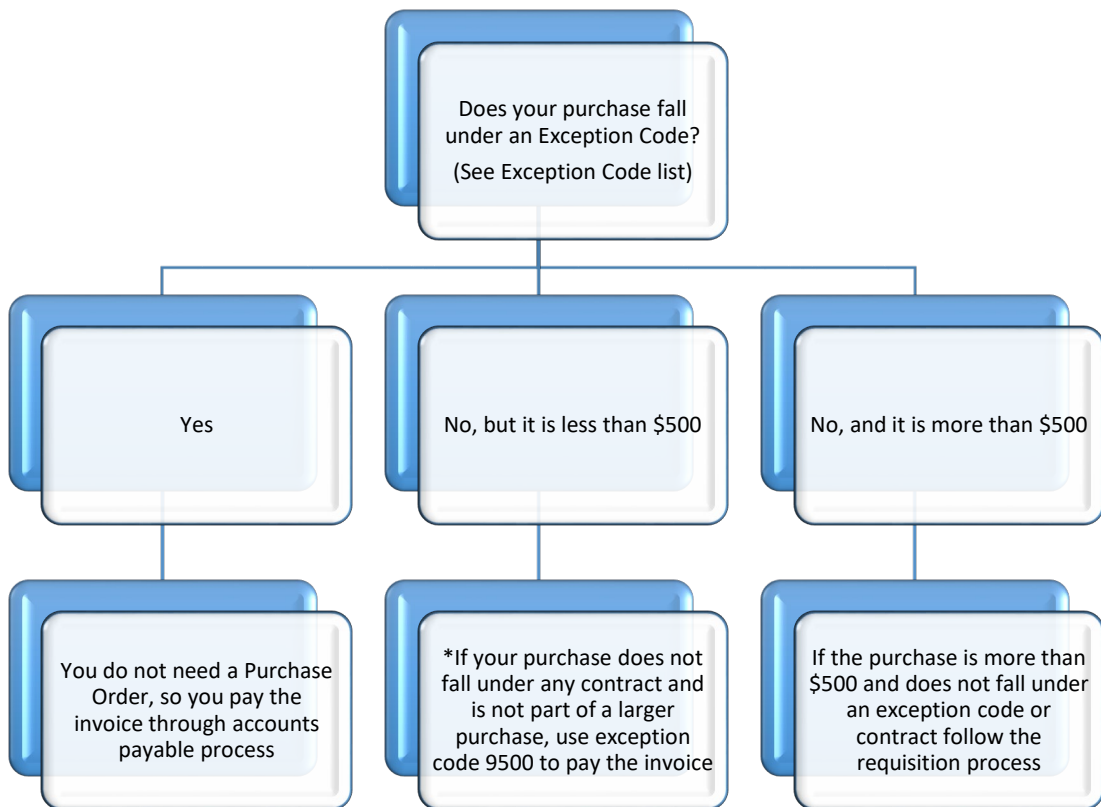 Does your purchase fall
under an Exception Code?
(See Exception Code list)
Yes
No, but it is less than $500
No, and it is more than $500
You do not need a Purchase
Order, so you pay the
invoice through accounts
payable process
*If your purchase does not
fall under any contract and
is not part of a larger
purchase, use exception
code 9500 to pay the invoice
If the purchase is more than
$500 and does not fall under
an exception code or
contract follow the
requisition process